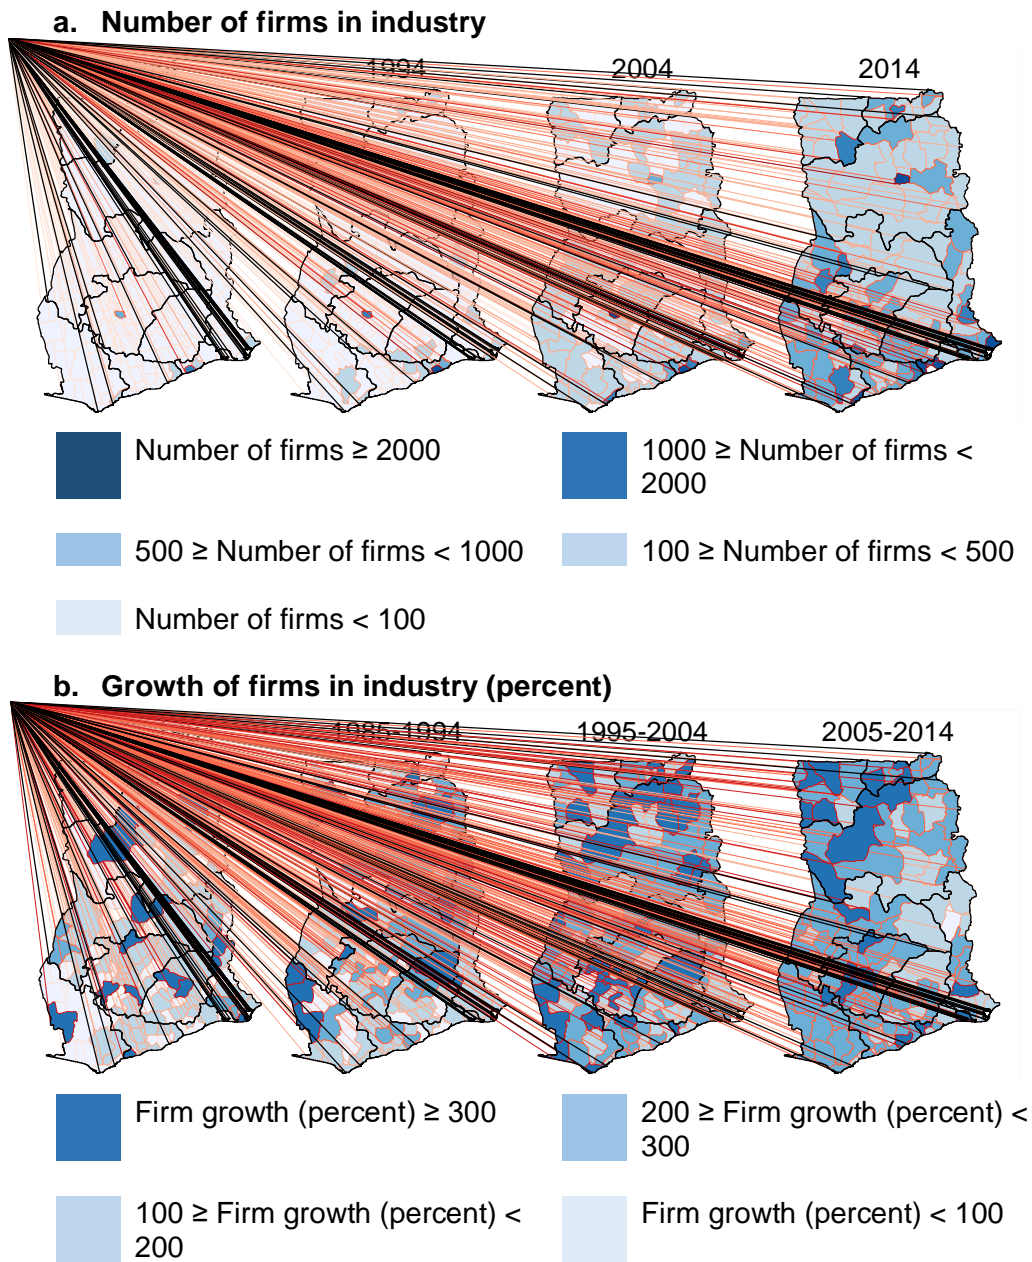 a. Number of firms in industry
1994 2004 2014
Number of firms ≥ 2000
1000 ≥ Number of firms <
2000
500 ≥ Number of firms < 1000
100 ≥ Number of firms < 500
Number of firms < 100
b. Growth of firms in industry (percent)
1985-1994 1995-2004 2005-2014
Firm growth (percent) ≥ 300
200 ≥ Firm growth (percent) <
300
100 ≥ Firm growth (percent) <
200
Firm growth (percent) < 100